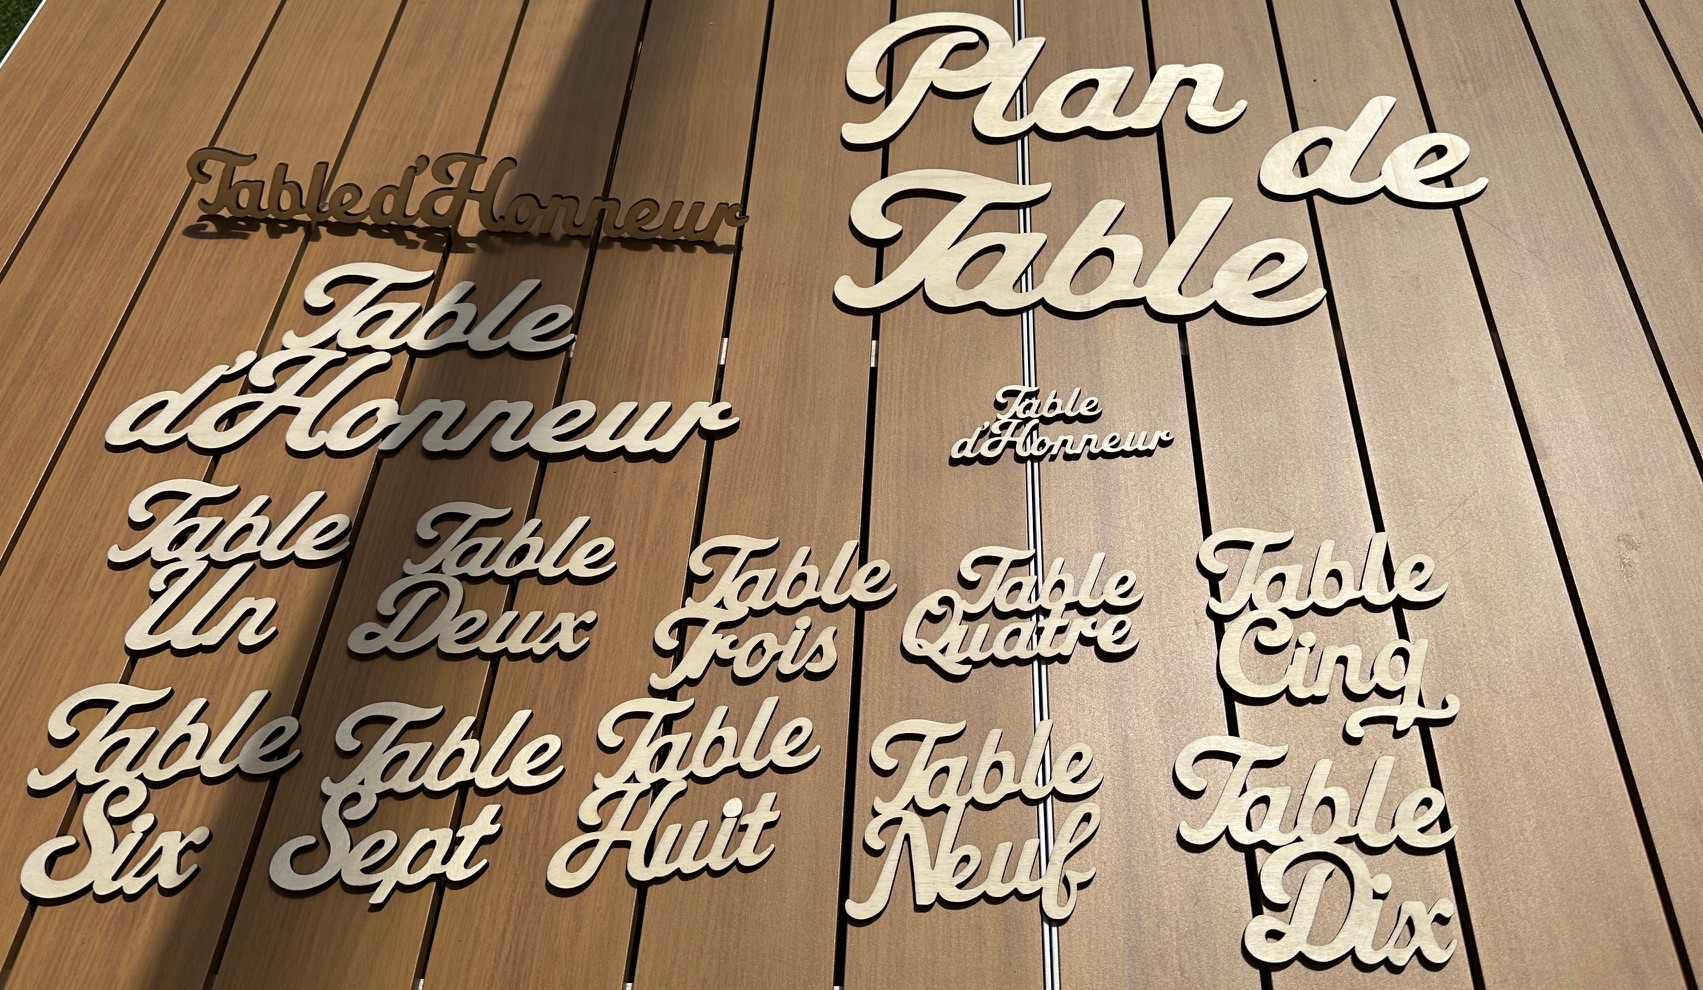 Plan de
Table
Table d'Honneur
Table
d'Honneur
Table
d'Honneur
Table
Un
Table
Deux
Table
Trois
Table
Quatre
Table
Cinq
Table
Six
Table
Sept
Table
Huit
Table
Neuf
Table
Dix